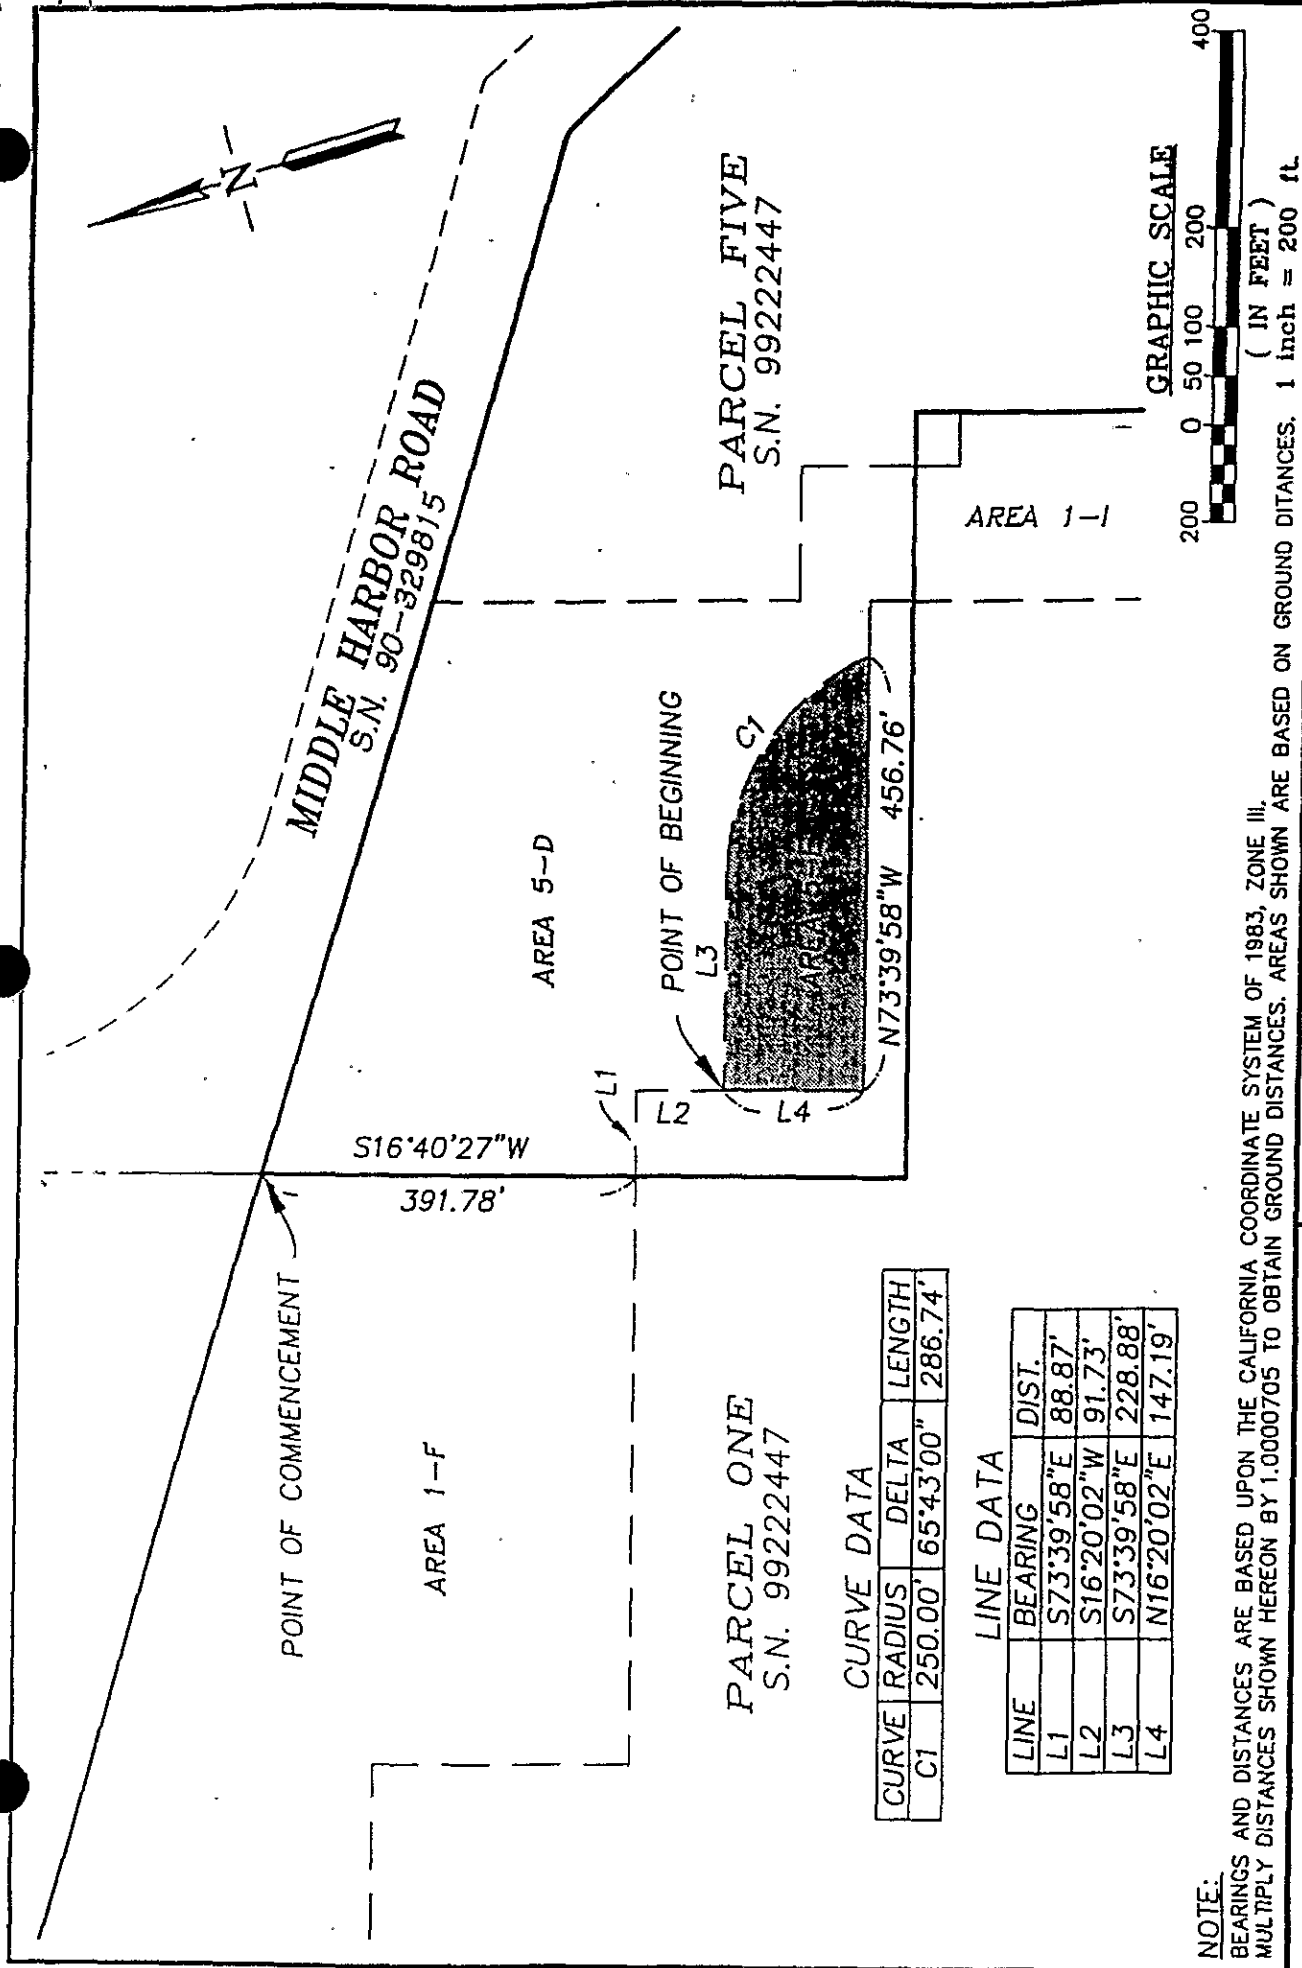 MIDDLE HARBOR ROAD
S.N. 90-329815
N
POINT OF COMMENCEMENT
S16°40'27"W
391.78'
AREA 1-F
AREA 5-D
L1
L2
POINT OF BEGINNING
L3
L4
C1
N73°39'58"W 456.76'
PARCEL FIVE
S.N. 99222447
AREA 1-I
PARCEL ONE
S.N. 99222447
CURVE DATA
CURVE RADIUS DELTA LENGTH
C1 250.00' 65°43'00" 286.74'
LINE DATA
LINE BEARING DIST.
L1 S73°39'58"E 88.87'
L2 S16°20'02"W 91.73'
L3 S73°39'58"E 228.88'
L4 N16°20'02"E 147.19'
GRAPHIC SCALE
200 0 50 100 200 400
( IN FEET )
1 inch = 200 ft.
NOTE:
BEARINGS AND DISTANCES ARE BASED UPON THE CALIFORNIA COORDINATE SYSTEM OF 1983, ZONE III.
MULTIPLY DISTANCES SHOWN HEREON BY 1.0000705 TO OBTAIN GROUND DISTANCES. AREAS SHOWN ARE BASED ON GROUND DITANCES.